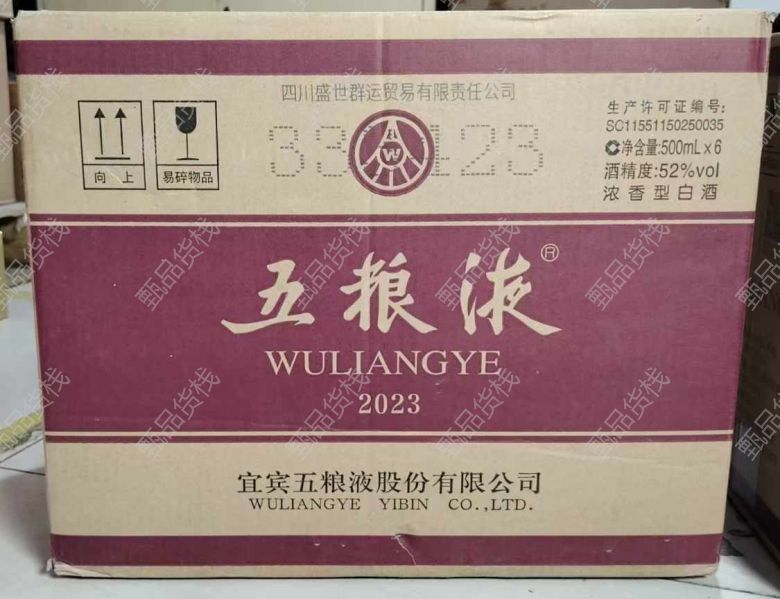 四川盛世群运贸易有限责任公司
生产许可证编号:
SC11551150250035
净含量:500mL×6
酒精度:52%vol
浓香型白酒
向 上
易碎物品
W
五粮液®
WULIANGYE
2023
宜宾五粮液股份有限公司
WULIANGYE YIBIN CO.,LTD.
甄品货栈